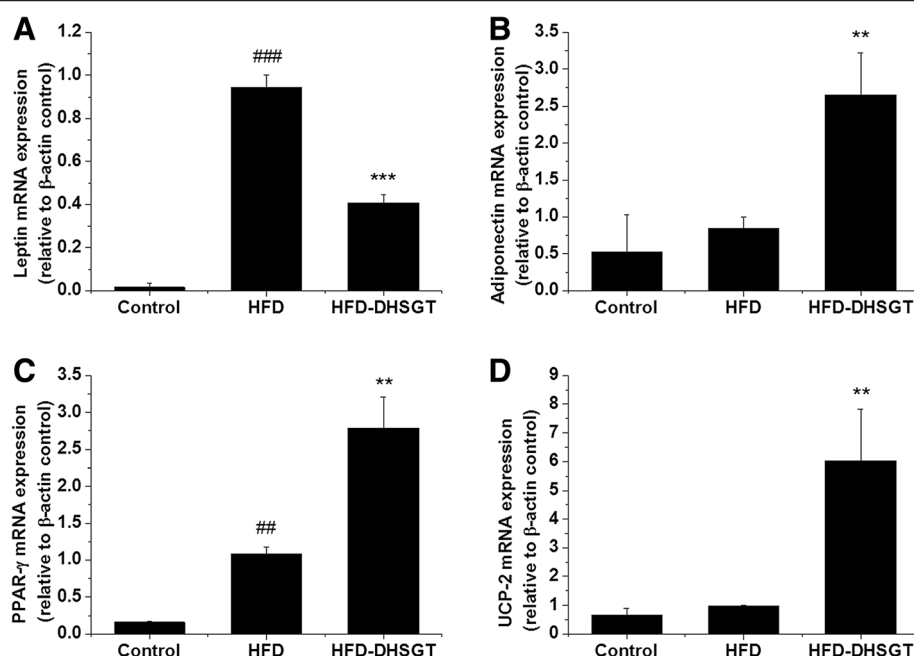 A
Leptin mRNA expression
(relative to β-actin control)
1.2
1.0
0.8
0.6
0.4
0.2
0.0
###
***
Control HFD HFD-DHSGT
B
Adiponectin mRNA expression
(relative to β-actin control)
3.5
3.0
2.5
2.0
1.5
1.0
0.5
0.0
**
Control HFD HFD-DHSGT
C
PPAR-γ mRNA expression
(relative to β-actin control)
3.5
3.0
2.5
2.0
1.5
1.0
0.5
0.0
##
**
Control HFD HFD-DHSGT
D
UCP-2 mRNA expression
(relative to β-actin control)
9
8
7
6
5
4
3
2
1
0
**
Control HFD HFD-DHSGT